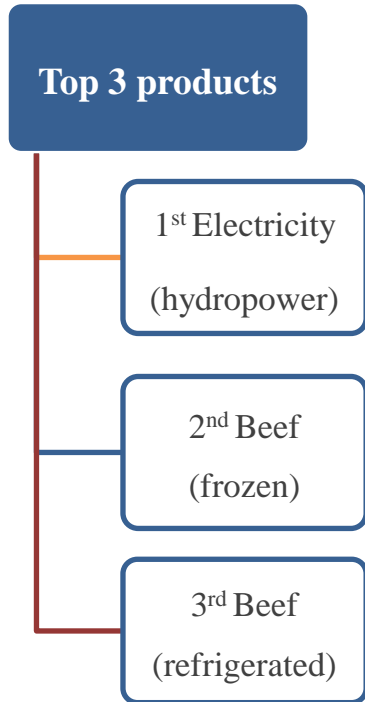 Top 3 products
1st Electricity
(hydropower)
2nd Beef
(frozen)
3rd Beef
(refrigerated)